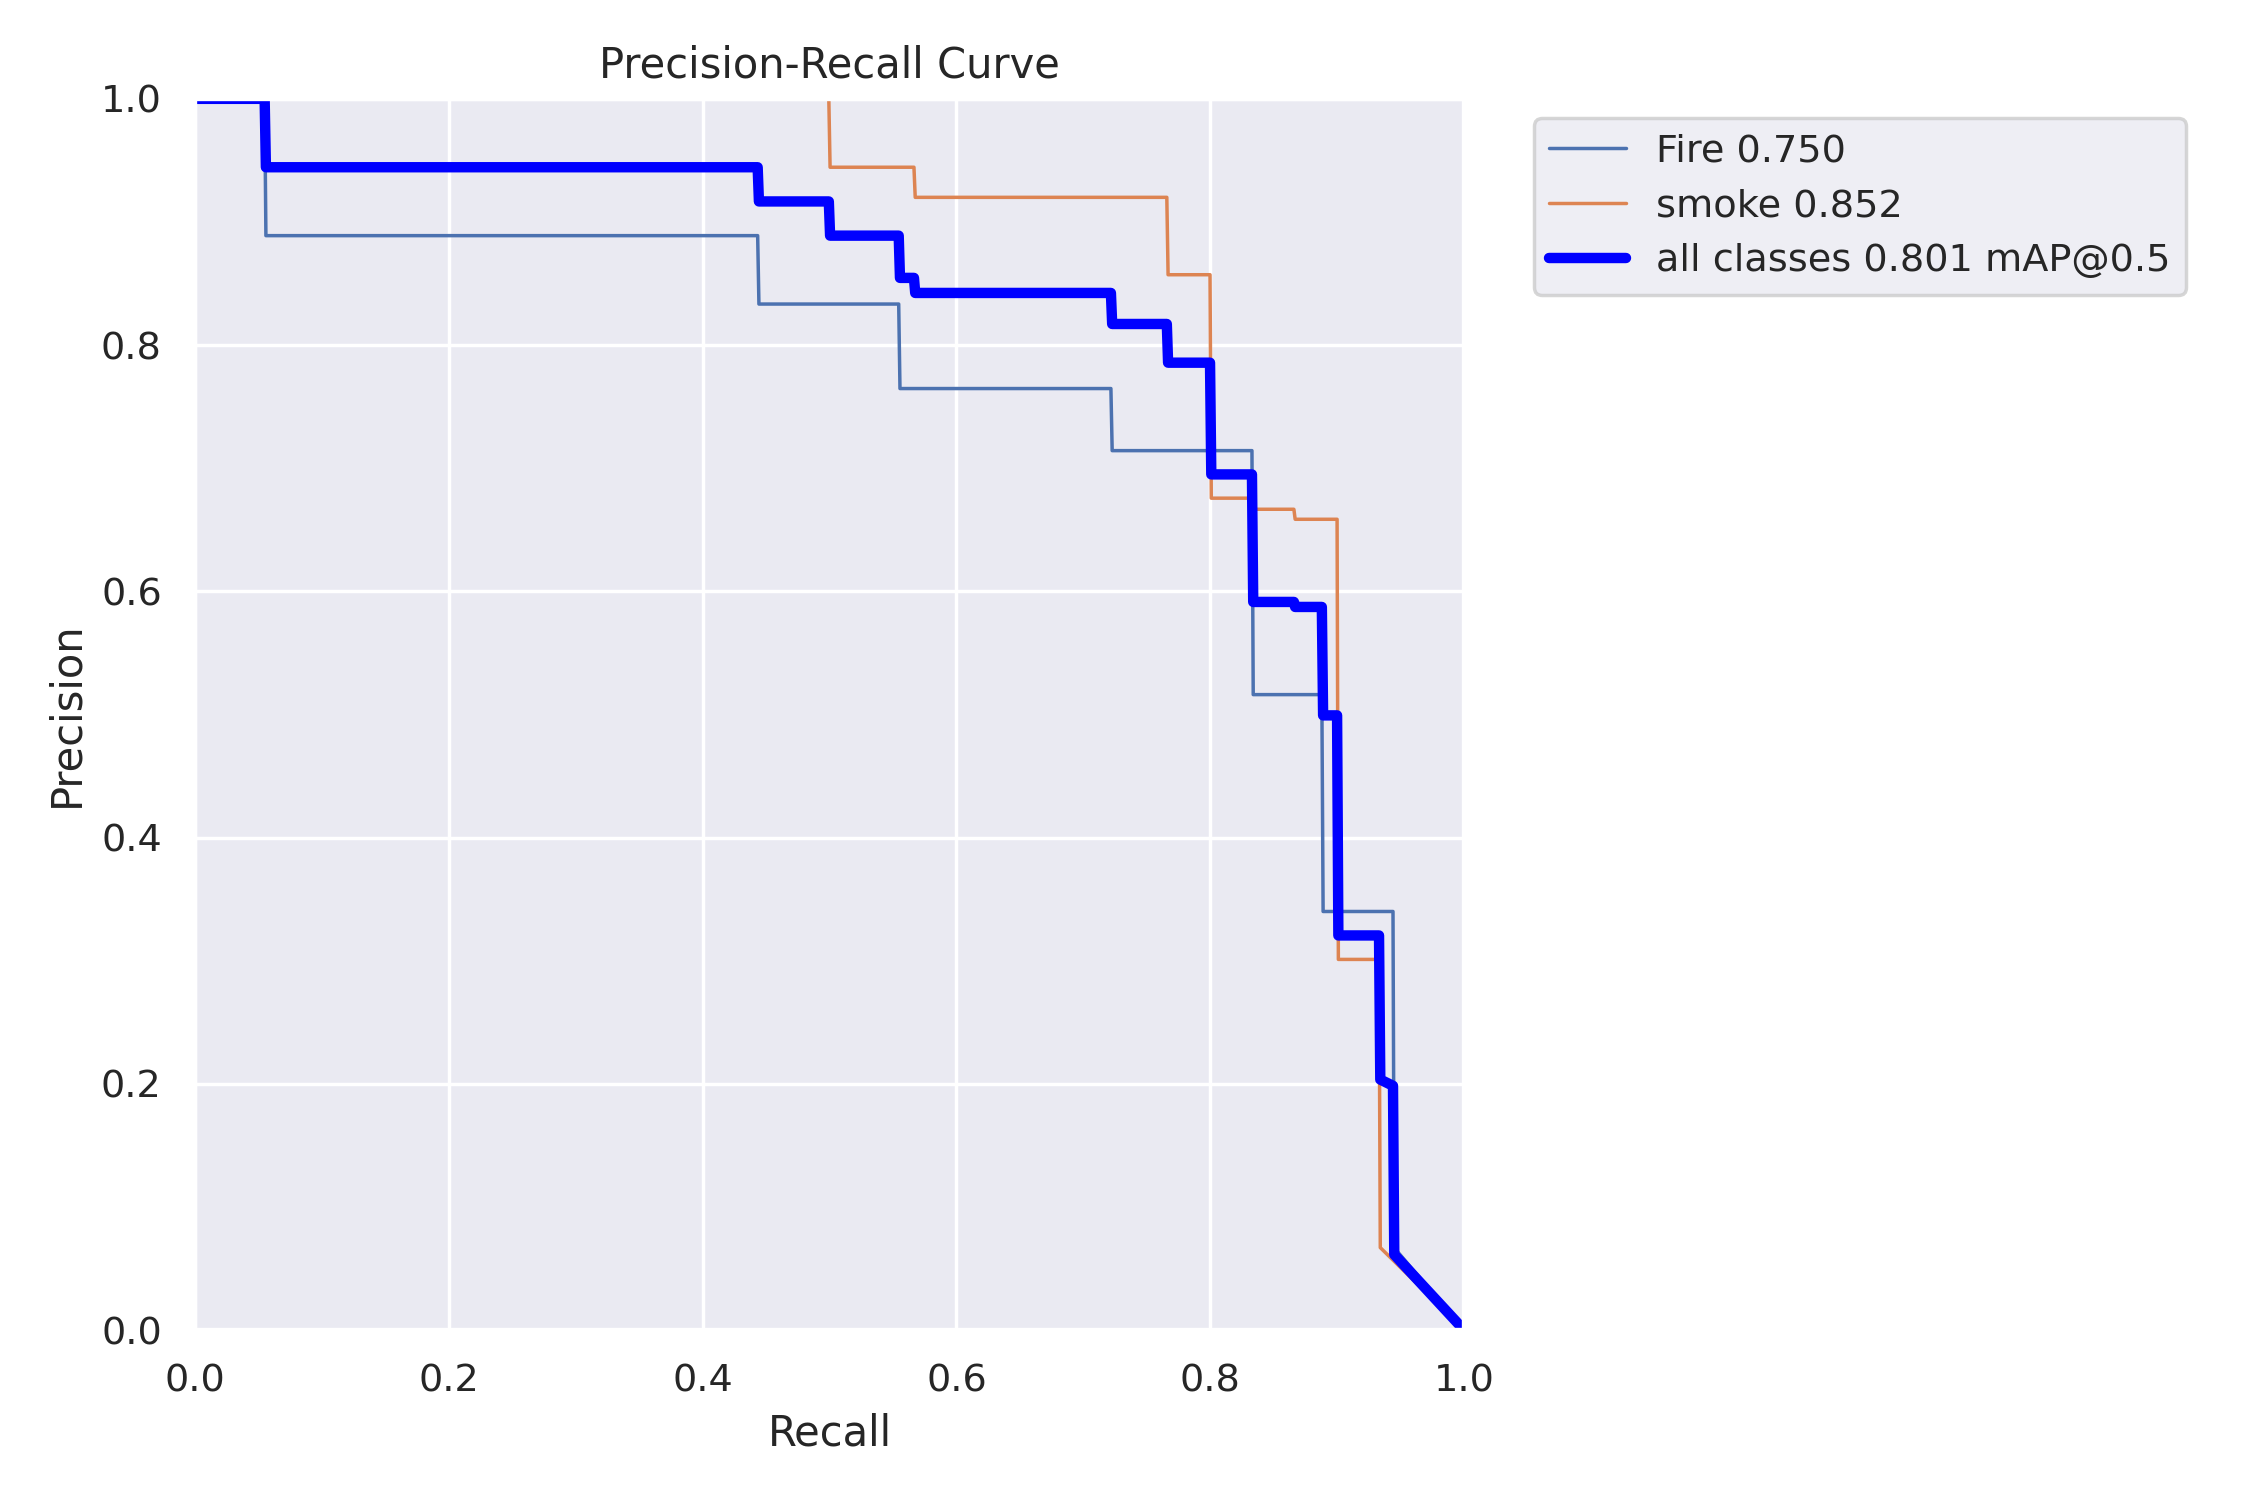 Precision-Recall Curve
Fire 0.750
smoke 0.852
all classes 0.801 mAP@0.5
1.0
0.8
0.6
0.4
0.2
0.0
Precision
0.0 0.2 0.4 0.6 0.8 1.0
Recall